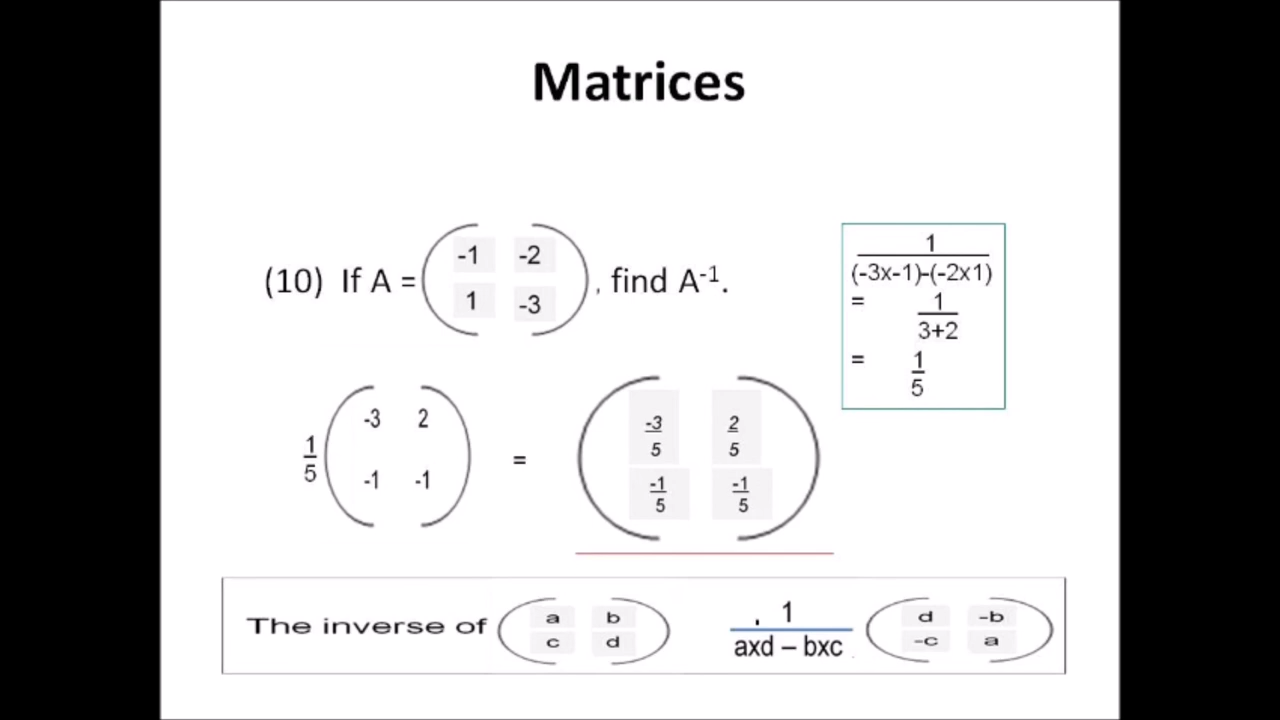 Matrices
(10) If A = ( -1 -2 ) , find A-1.
1 -3
1
(-3x-1)-(-2x1)
= 1
3+2
= 1
5
1
5
-3 2
-1 -1
=
-3 2
5 5
-1 -1
5 5
The inverse of
a b
c d
. 1
axd – bxc
d -b
-c a